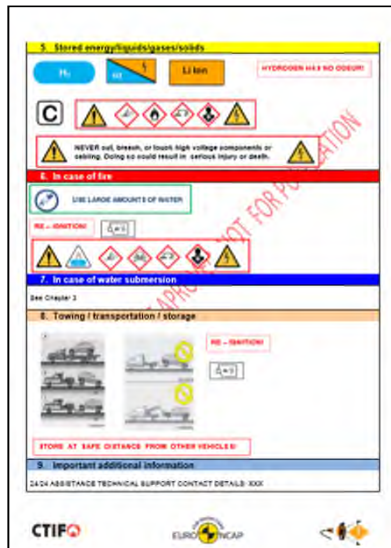 5. Stored energy/liquids/gases/solids
H₂
Li Ion
HYDROGEN HAS NO ODEUR!
C
NEVER cut, breach, or touch high voltage components or
cabling. Doing so could result in serious injury or death.
6. In case of fire
USE LARGE AMOUNTS OF WATER
RE – IGNITION!
7. In case of water submersion
See Chapter 3
8. Towing / transportation / storage
RE – IGNITION!
STORE AT SAFE DISTANCE FROM OTHER VEHICLES!
9. Important additional information
24/24 ASSISTANCE TECHNICAL SUPPORT CONTACT DETAILS: XXX
NOT FOR PUBLICATION
CTIF
EURO NCAP